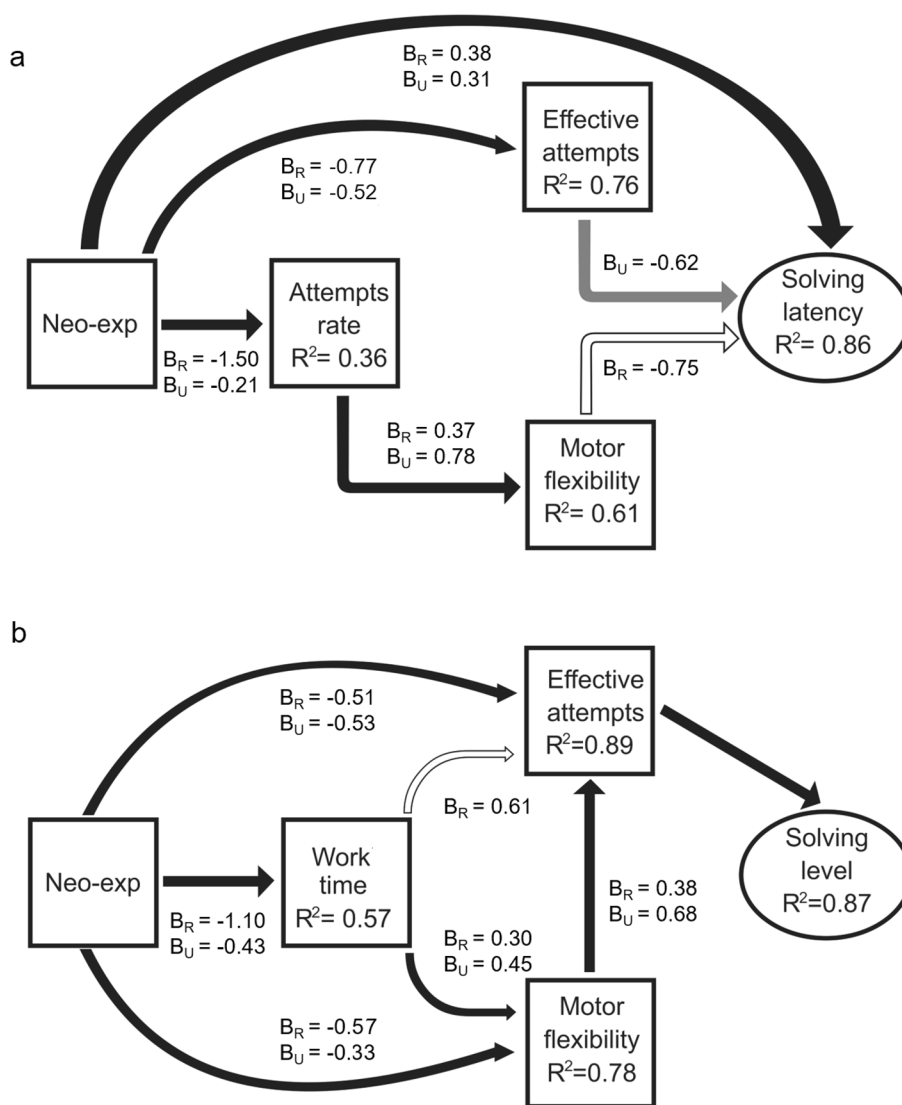 a
B_R = 0.38
B_U = 0.31
Effective
attempts
R²= 0.76
B_R = -0.77
B_U = -0.52
B_U = -0.62
Neo-exp
Attempts
rate
R²= 0.36
Solving
latency
R²= 0.86
B_R = -1.50
B_U = -0.21
B_R = -0.75
B_R = 0.37
B_U = 0.78
Motor
flexibility
R²= 0.61
b
Effective
attempts
R²=0.89
B_R = -0.51
B_U = -0.53
B_R = 0.61
Neo-exp
Work
time
R²= 0.57
Solving
level
R²=0.87
B_R = -1.10
B_U = -0.43
B_R = 0.38
B_U = 0.68
B_R = 0.30
B_U = 0.45
Motor
flexibility
R²=0.78
B_R = -0.57
B_U = -0.33